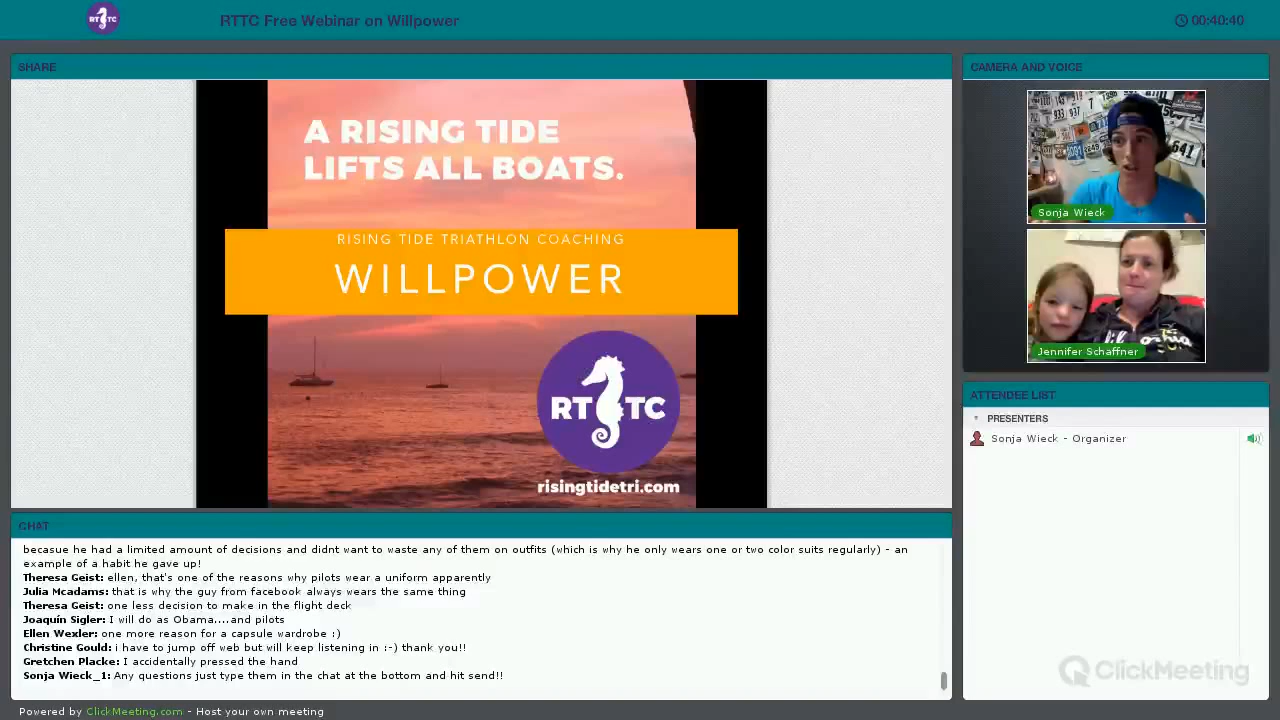 RT TC
RTTC Free Webinar on Willpower
00:40:40
SHARE
A RISING TIDE
LIFTS ALL BOATS.
RISING TIDE TRIATHLON COACHING
WILLPOWER
RT TC
risingtidetri.com
CAMERA AND VOICE
Sonja Wieck
Jennifer Schaffner
ATTENDEE LIST
PRESENTERS
Sonja Wieck - Organizer
CHAT
becasue he had a limited amount of decisions and didnt want to waste any of them on outfits (which is why he only wears one or two color suits regularly) - an
example of a habit he gave up!
Theresa Geist: ellen, that's one of the reasons why pilots wear a uniform apparently
Julia Mcadams: that is why the guy from facebook always wears the same thing
Theresa Geist: one less decision to make in the flight deck
Joaquín Sigler: I will do as Obama....and pilots
Ellen Wexler: one more reason for a capsule wardrobe :)
Christine Gould: i have to jump off web but will keep listening in :-) thank you!!
Gretchen Placke: I accidentally pressed the hand
Sonja Wieck_1: Any questions just type them in the chat at the bottom and hit send!!
ClickMeeting
Powered by ClickMeeting.com - Host your own meeting